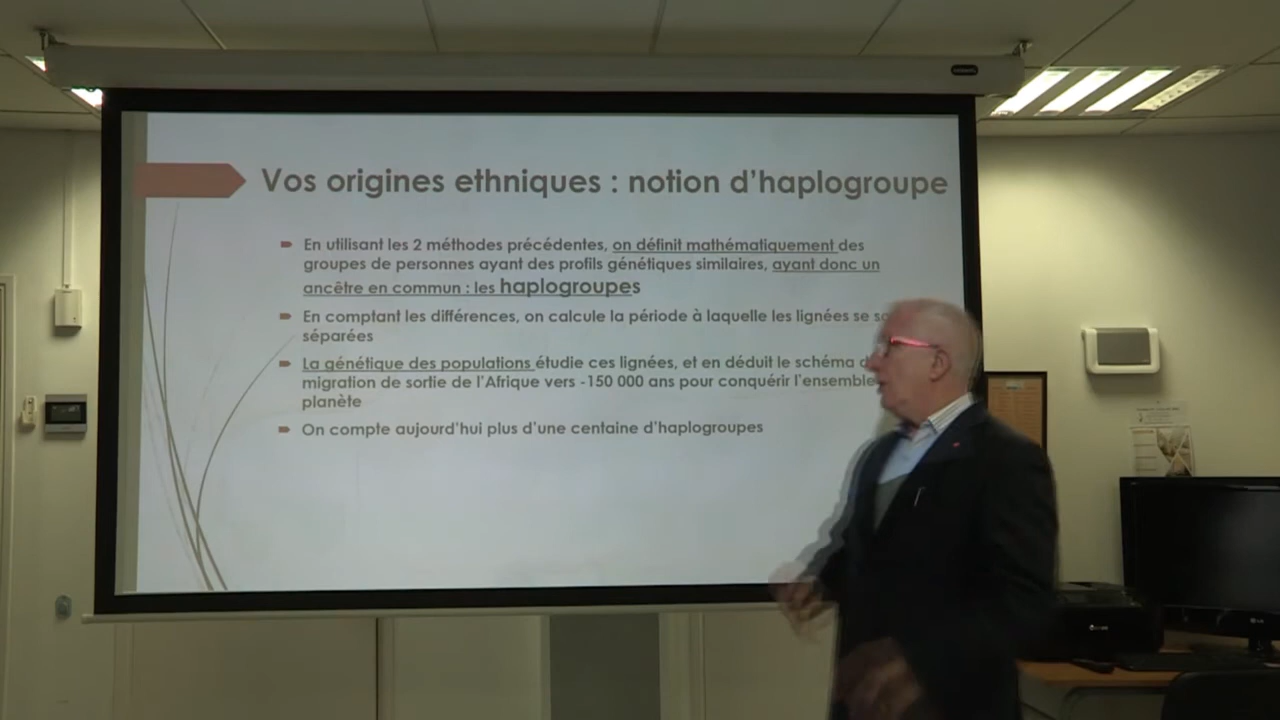 Vos origines ethniques : notion d'haplogroupe
En utilisant les 2 méthodes précédentes, on définit mathématiquement des
groupes de personnes ayant des profils génétiques similaires, ayant donc un
ancêtre en commun : les haplogroupes
En comptant les différences, on calcule la période à laquelle les lignées se
séparées
La génétique des populations étudie ces lignées, et en déduit le schéma
migration de sortie de l'Afrique vers -150 000 ans pour conquérir l'ensemble
planète
On compte aujourd'hui plus d'une centaine d'haplogroupes
LG